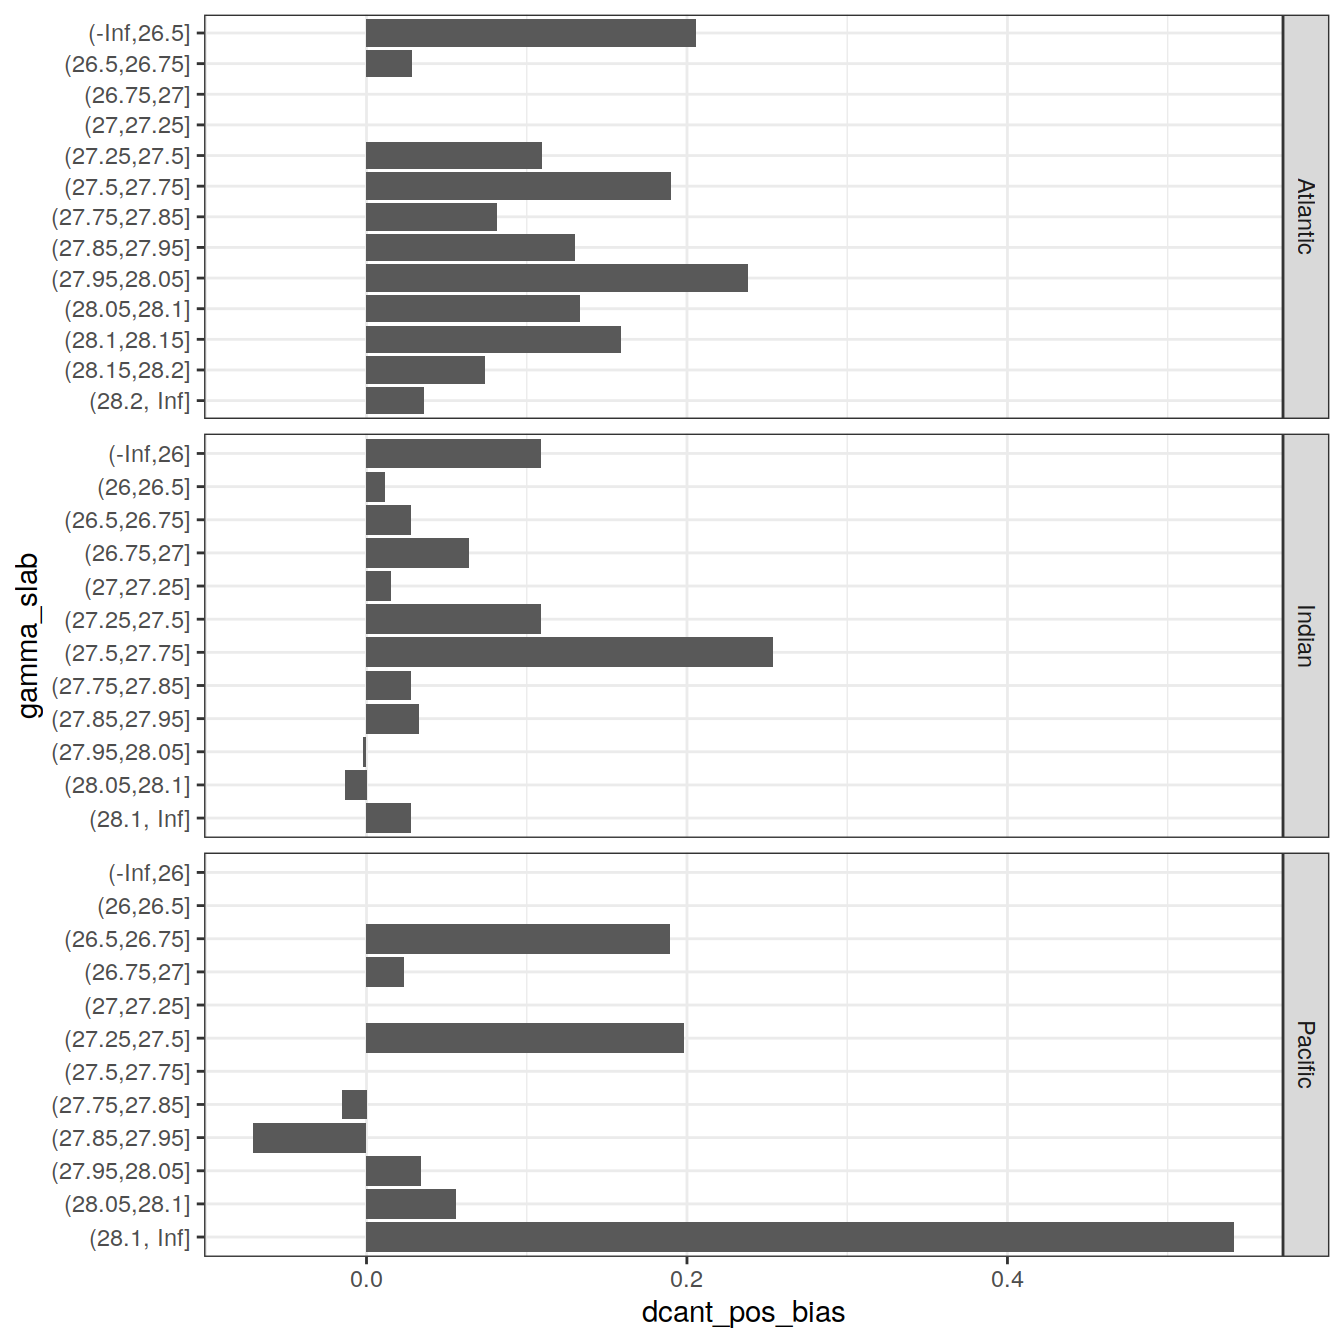 (-Inf,26.5]
(26.5,26.75]
(26.75,27]
(27,27.25]
(27.25,27.5]
(27.5,27.75]
(27.75,27.85]
(27.85,27.95]
(27.95,28.05]
(28.05,28.1]
(28.1,28.15]
(28.15,28.2]
(28.2, Inf]
Atlantic
(-Inf,26]
(26,26.5]
(26.5,26.75]
(26.75,27]
(27,27.25]
(27.25,27.5]
(27.5,27.75]
(27.75,27.85]
(27.85,27.95]
(27.95,28.05]
(28.05,28.1]
(28.1, Inf]
Indian
gamma_slab
(-Inf,26]
(26,26.5]
(26.5,26.75]
(26.75,27]
(27,27.25]
(27.25,27.5]
(27.5,27.75]
(27.75,27.85]
(27.85,27.95]
(27.95,28.05]
(28.05,28.1]
(28.1, Inf]
Pacific
0.0 0.2 0.4
dcant_pos_bias